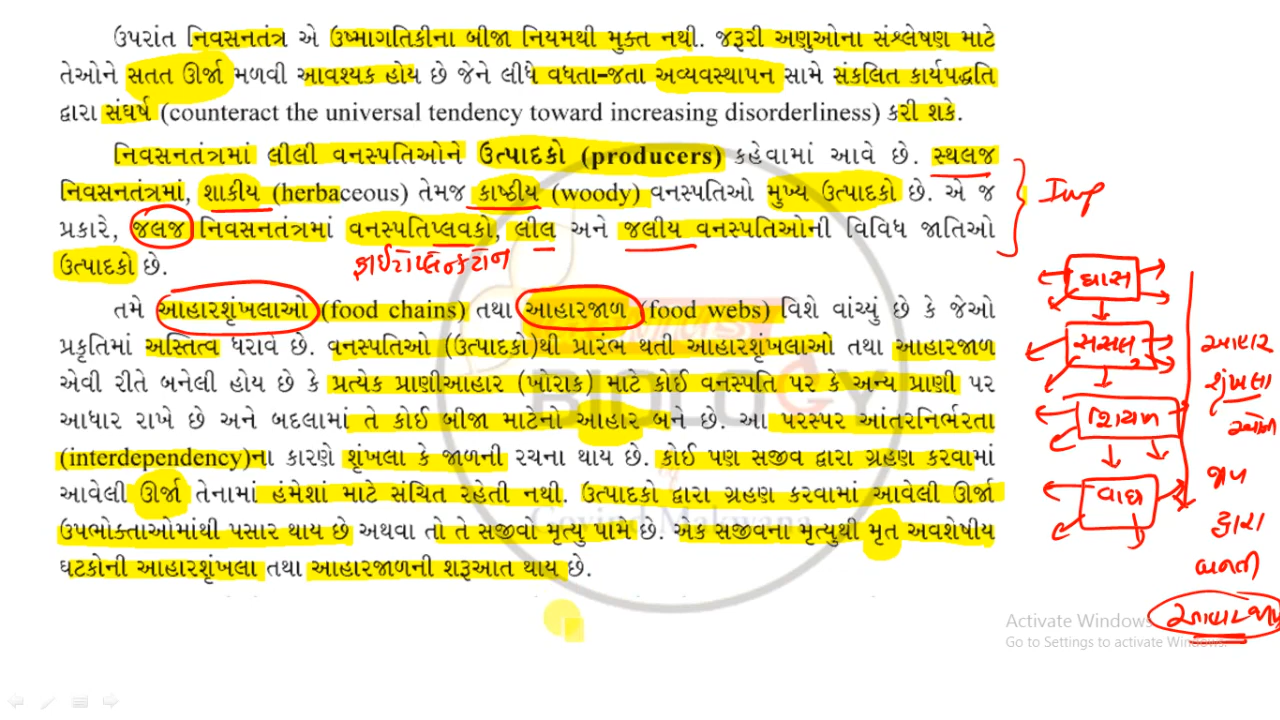 ઉપરાંત નિવસનતંત્ર એ ઉષ્માગતિકીના બીજા નિયમથી મુક્ત નથી. જરૂરી અણુઓના સંશ્લેષણ માટે
તેઓને સતત ઊર્જા મળવી આવશ્યક હોય છે જેને લીધે વધતા-જતા અવ્યવસ્થાપન સામે સંકલિત કાર્યપદ્ધતિ
દ્વારા સંઘર્ષ (counteract the universal tendency toward increasing disorderliness) કરી શકે.
નિવસનતંત્રમાં લીલી વનસ્પતિઓને ઉત્પાદકો (producers) કહેવામાં આવે છે. સ્થલજ
નિવસનતંત્રમાં, શાકીય (herbaceous) તેમજ કાષ્ઠીય (woody) વનસ્પતિઓ મુખ્ય ઉત્પાદકો છે. એ જ
પ્રકારે, જલજ નિવસનતંત્રમાં વનસ્પતિપ્લવકો, લીલ અને જલીય વનસ્પતિઓની વિવિધ જાતિઓ
ઉત્પાદકો છે.
ફાઈટોપ્લેન્કટોન
Imp
તમે આહારશૃંખલાઓ (food chains) તથા આહારજાળ (food webs) વિશે વાંચ્યું છે કે જેઓ
પ્રકૃતિમાં અસ્તિત્વ ધરાવે છે. વનસ્પતિઓ (ઉત્પાદકો)થી પ્રારંભ થતી આહારશૃંખલાઓ તથા આહારજાળ
એવી રીતે બનેલી હોય છે કે પ્રત્યેક પ્રાણીઆહાર (ખોરાક) માટે કોઈ વનસ્પતિ પર કે અન્ય પ્રાણી પર
આધાર રાખે છે અને બદલામાં તે કોઈ બીજા માટેનો આહાર બને છે. આ પરસ્પર આંતરનિર્ભરતા
(interdependency)ના કારણે શૃંખલા કે જાળની રચના થાય છે. કોઈ પણ સજીવ દ્વારા ગ્રહણ કરવામાં
આવેલી ઊર્જા તેનામાં હંમેશાં માટે સંચિત રહેતી નથી. ઉત્પાદકો દ્વારા ગ્રહણ કરવામાં આવેલી ઊર્જા
ઉપભોક્તાઓમાંથી પસાર થાય છે અથવા તો તે સજીવો મૃત્યુ પામે છે. એક સજીવના મૃત્યુથી મૃત અવશેષીય
ઘટકોની આહારશૃંખલા તથા આહારજાળની શરૂઆત થાય છે.
ઘાસ
સસલુ
શિયાળ
વાઘ
આહાર
શૃંખલા
દ્વારા
બનતી
BIOLOGY
Govind Makwana
Activate Windows
Go to Settings to activate Windows.